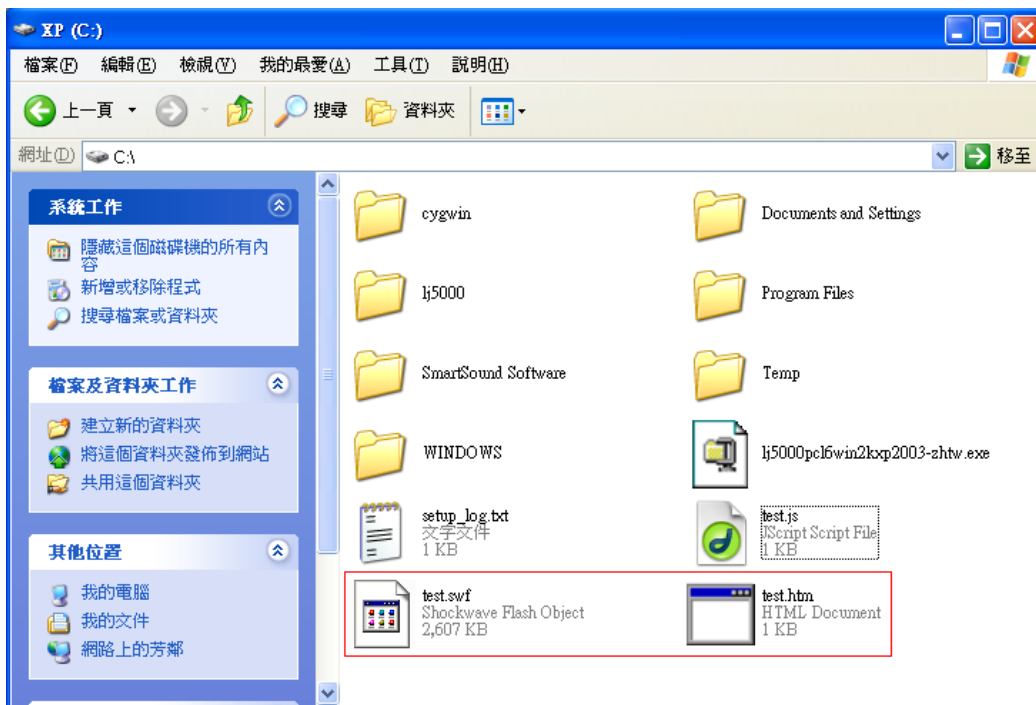 XP (C:)
檔案(F) 編輯(E) 檢視(V) 我的最愛(A) 工具(T) 說明(H)
上一頁 搜尋 資料夾
網址(D) C:\ 移至
系統工作
隱藏這個磁碟機的所有內
容
新增或移除程式
搜尋檔案或資料夾
檔案及資料夾工作
建立新的資料夾
將這個資料夾發佈到網站
共用這個資料夾
其他位置
我的電腦
我的文件
網路上的芳鄰
cygwin
Documents and Settings
lj5000
Program Files
SmartSound Software
Temp
WINDOWS
lj5000pcl6win2kxp2003-zhtw.exe
setup_log.txt
文字文件
1 KB
test.js
JScript Script File
1 KB
test.swf
Shockwave Flash Object
2,607 KB
test.htm
HTML Document
1 KB